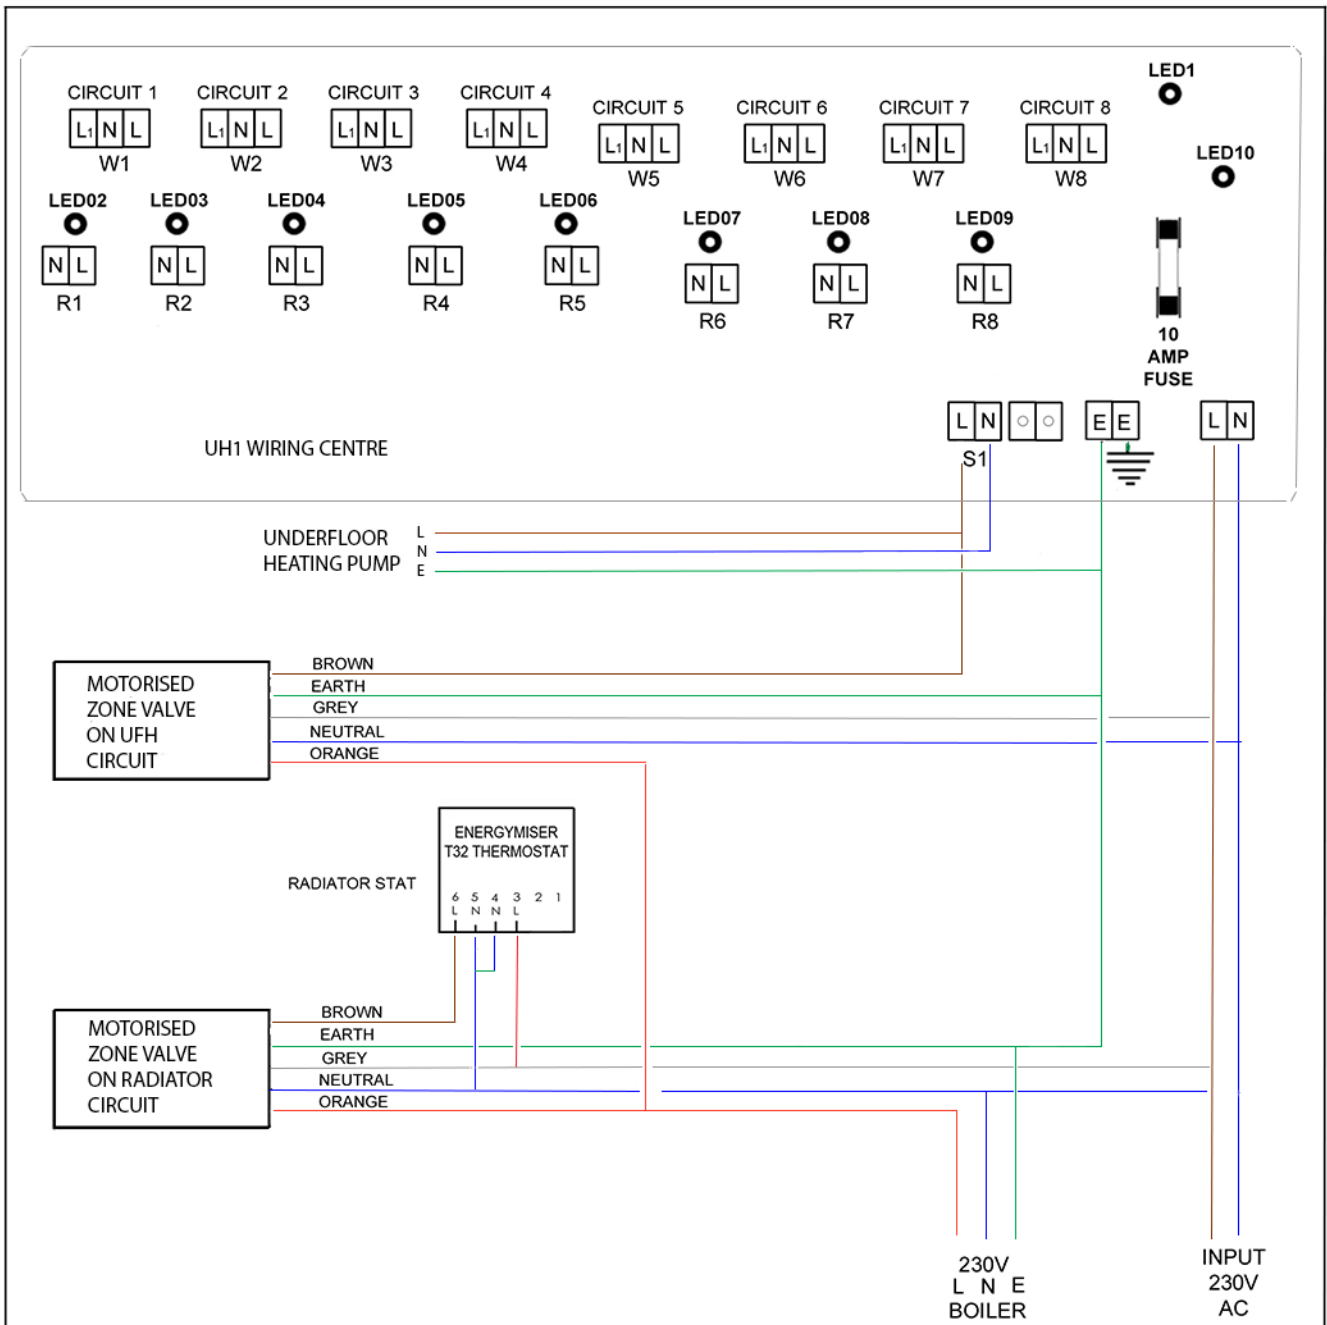 LED1
CIRCUIT 1 CIRCUIT 2 CIRCUIT 3 CIRCUIT 4
CIRCUIT 5 CIRCUIT 6 CIRCUIT 7 CIRCUIT 8
L1 N L L1 N L L1 N L L1 N L
L1 N L L1 N L L1 N L L1 N L
LED10
W1 W2 W3 W4
W5 W6 W7 W8
LED02 LED03 LED04 LED05 LED06
LED07 LED08 LED09
N L N L N L N L N L
N L N L N L
R1 R2 R3 R4 R5
R6 R7 R8
10
AMP
FUSE
L N E E L N
S1
UH1 WIRING CENTRE
UNDERFLOOR
HEATING PUMP
L
N
E
MOTORISED
ZONE VALVE
ON UFH
CIRCUIT
BROWN
EARTH
GREY
NEUTRAL
ORANGE
ENERGYMISER
T32 THERMOSTAT
RADIATOR STAT
6 5 4 3 2 1
L N N L
MOTORISED
ZONE VALVE
ON RADIATOR
CIRCUIT
BROWN
EARTH
GREY
NEUTRAL
ORANGE
230V
L N E
BOILER
INPUT
230V
AC